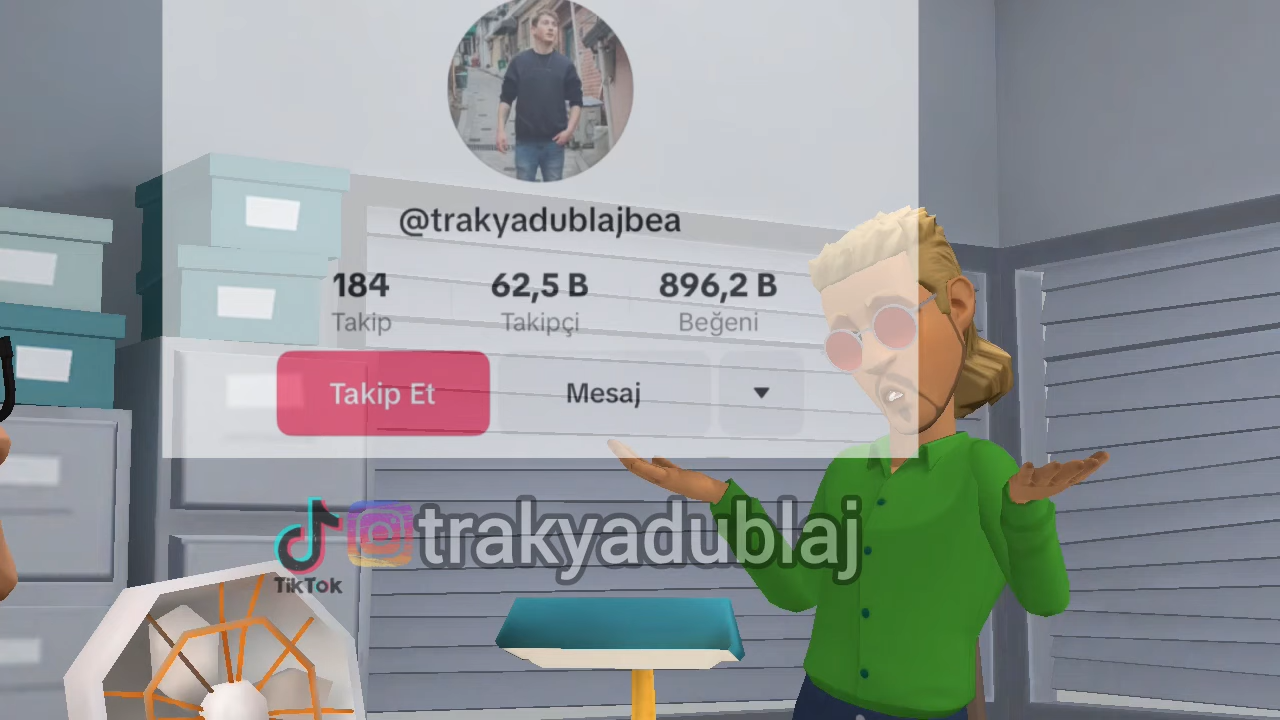 @trakyadublajbea
184 62,5 B 896,2 B
Takip Takipçi Beğeni
Takip Et Mesaj
trakyadublaj
TikTok